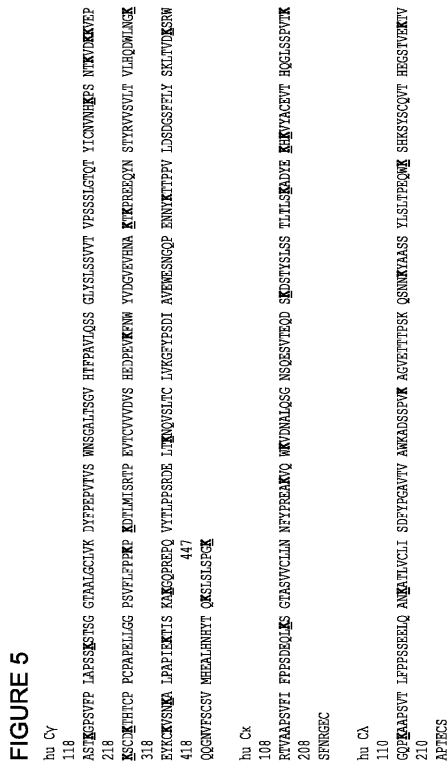 FIGURE 5
hu Cγ
118
ASTKGPSVFP LAPSSKSTSG GTAALGCLVK DYFPEPVTVS WNSGALTSGV HTFPAVLQSS GLYSLSSVVT VPSSSLGTQT YICNVNHKPS NTKVDKKVEP
218
KSCDKTHTCP PCPAPELLGG PSVFLFPPKP KDTLMISRTP EVTCVVVDVS HEDPEVKFNW YVDGVEVHNA KTKPREEQYN STYRVVSVLT VLHQDWLNGK
318
EYKCKVSNKA LPAPIEKTIS KAKGQPREPQ VYTLPPSRDE LTKNQVSLTC LVKGFYPSDI AVEWESNGQP ENNYKTTPPV LDSDGSFFLY SKLTVDKSRW
418 447
QQGNVFSCSV MHEALHNHYT QKSLSLSPGK
hu Cκ
108
RTVAAPSVFI FPPSDEQLKS GTASVVCLLN NFYPREAKVQ WKVDNALQSG NSQESVTEQD SKDSTYSLSS TLTLSKADYE KHKVYACEVT HQGLSSPVTK
208
SFNRGEC
hu Cλ
110
GQPKAAPSVT LFPPSSEELQ ANKATLVCLI SDFYPGAVTV AWKADSSPVK AGVETTTPSK QSNNKYAASS YLSLTPEQWK SHKSYSCQVT HEGSTVEKTV
210
APTECS